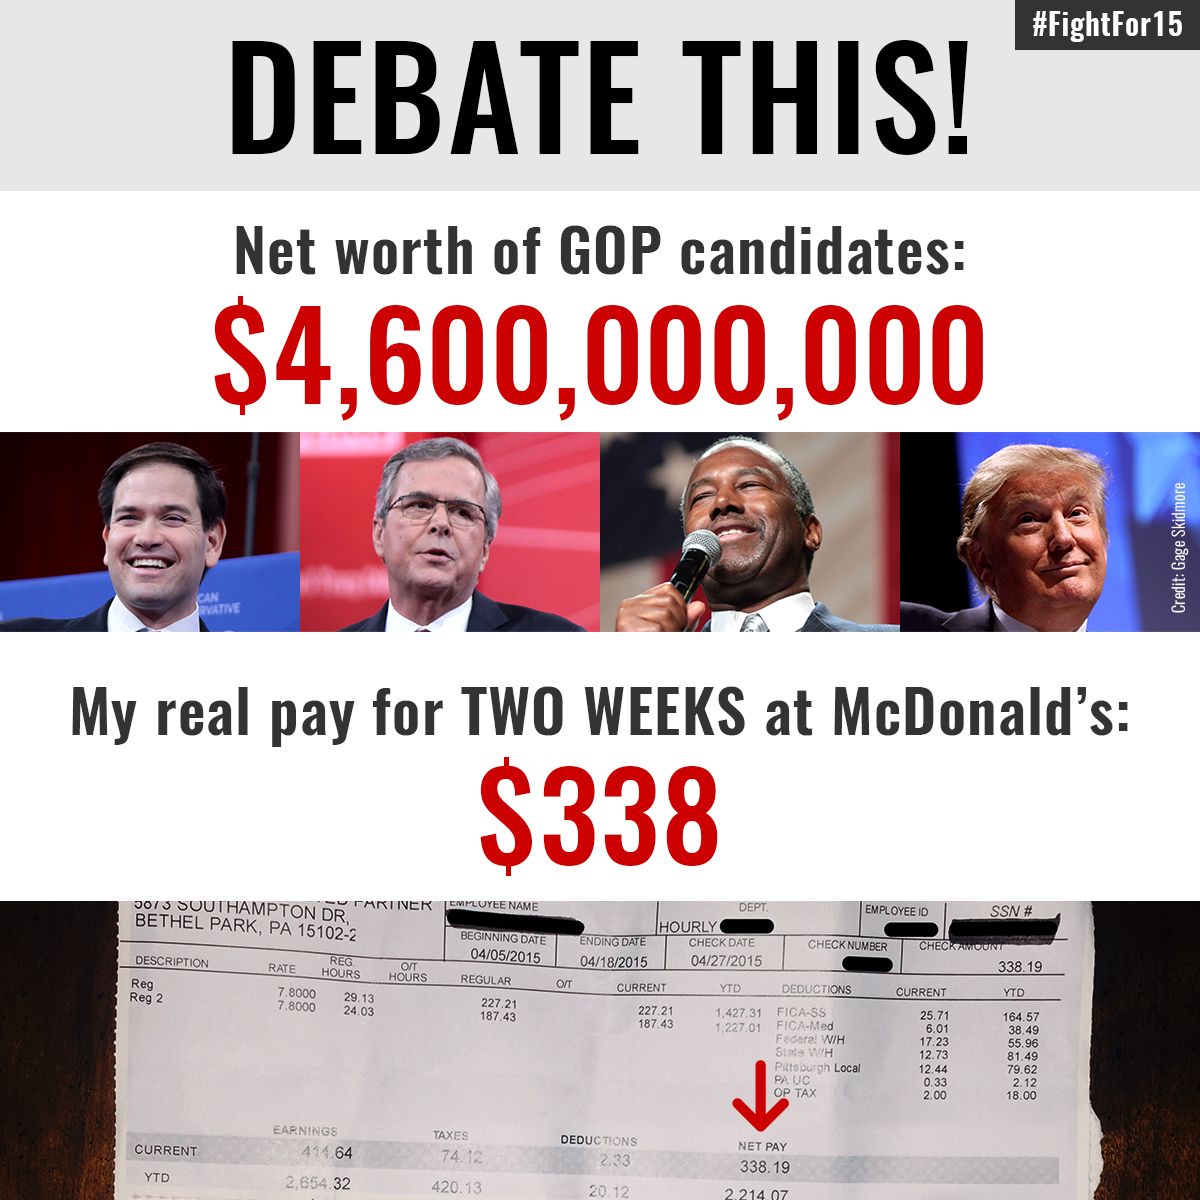 #FightFor15
DEBATE THIS!
Net worth of GOP candidates:
$4,600,000,000
CAN
RVATIVE
Credit: Gage Skidmore
My real pay for TWO WEEKS at McDonald’s:
$338
5873 SOUTHAMPTON DR,
BETHEL PARK, PA 15102-2
PARTNER
EMPLOYEE NAME
HOURLY
DEPT.
EMPLOYEE ID
SSN #
BEGINNING DATE
04/05/2015
ENDING DATE
04/18/2015
CHECK DATE
04/27/2015
CHECK NUMBER
CHECK AMOUNT
338.19
DESCRIPTION RATE REG. HOURS O/T HOURS REGULAR O/T CURRENT YTD DEDUCTIONS CURRENT YTD
Reg 7.8000 29.13 227.21 227.21 1,427.31 FICA-SS 25.71 164.57
Reg 2 7.8000 24.03 187.43 187.43 1,227.01 FICA-Med 6.01 38.49
Federal W/H 17.23 55.96
State W/H 12.73 81.49
Pittsburgh Local 12.44 79.62
PA UC 0.33 2.12
OP TAX 2.00 18.00
EARNINGS TAXES DEDUCTIONS NET PAY
CURRENT 414.64 74.12 2.33 338.19
YTD 2,654.32 420.13 20.12 2,214.07